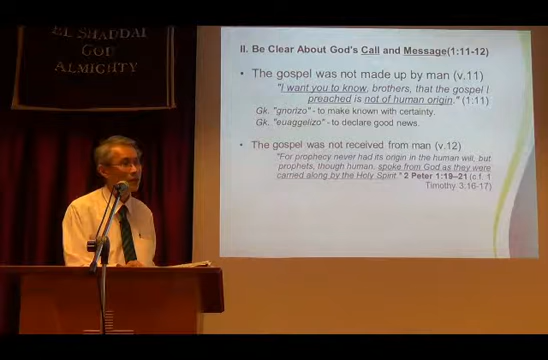 EL SHADDAI
GOD
ALMIGHTY
II. Be Clear About God's Call and Message(1:11-12)
• The gospel was not made up by man (v.11)
"I want you to know, brothers, that the gospel I
preached is not of human origin." (1:11)
Gk. "gnorizo" - to make known with certainty.
Gk. "euaggelizo" - to declare good news.
• The gospel was not received from man (v.12)
"For prophecy never had its origin in the human will, but
prophets, though human, spoke from God as they were
carried along by the Holy Spirit." 2 Peter 1:19–21 (c.f. 1
Timothy 3.16-17)